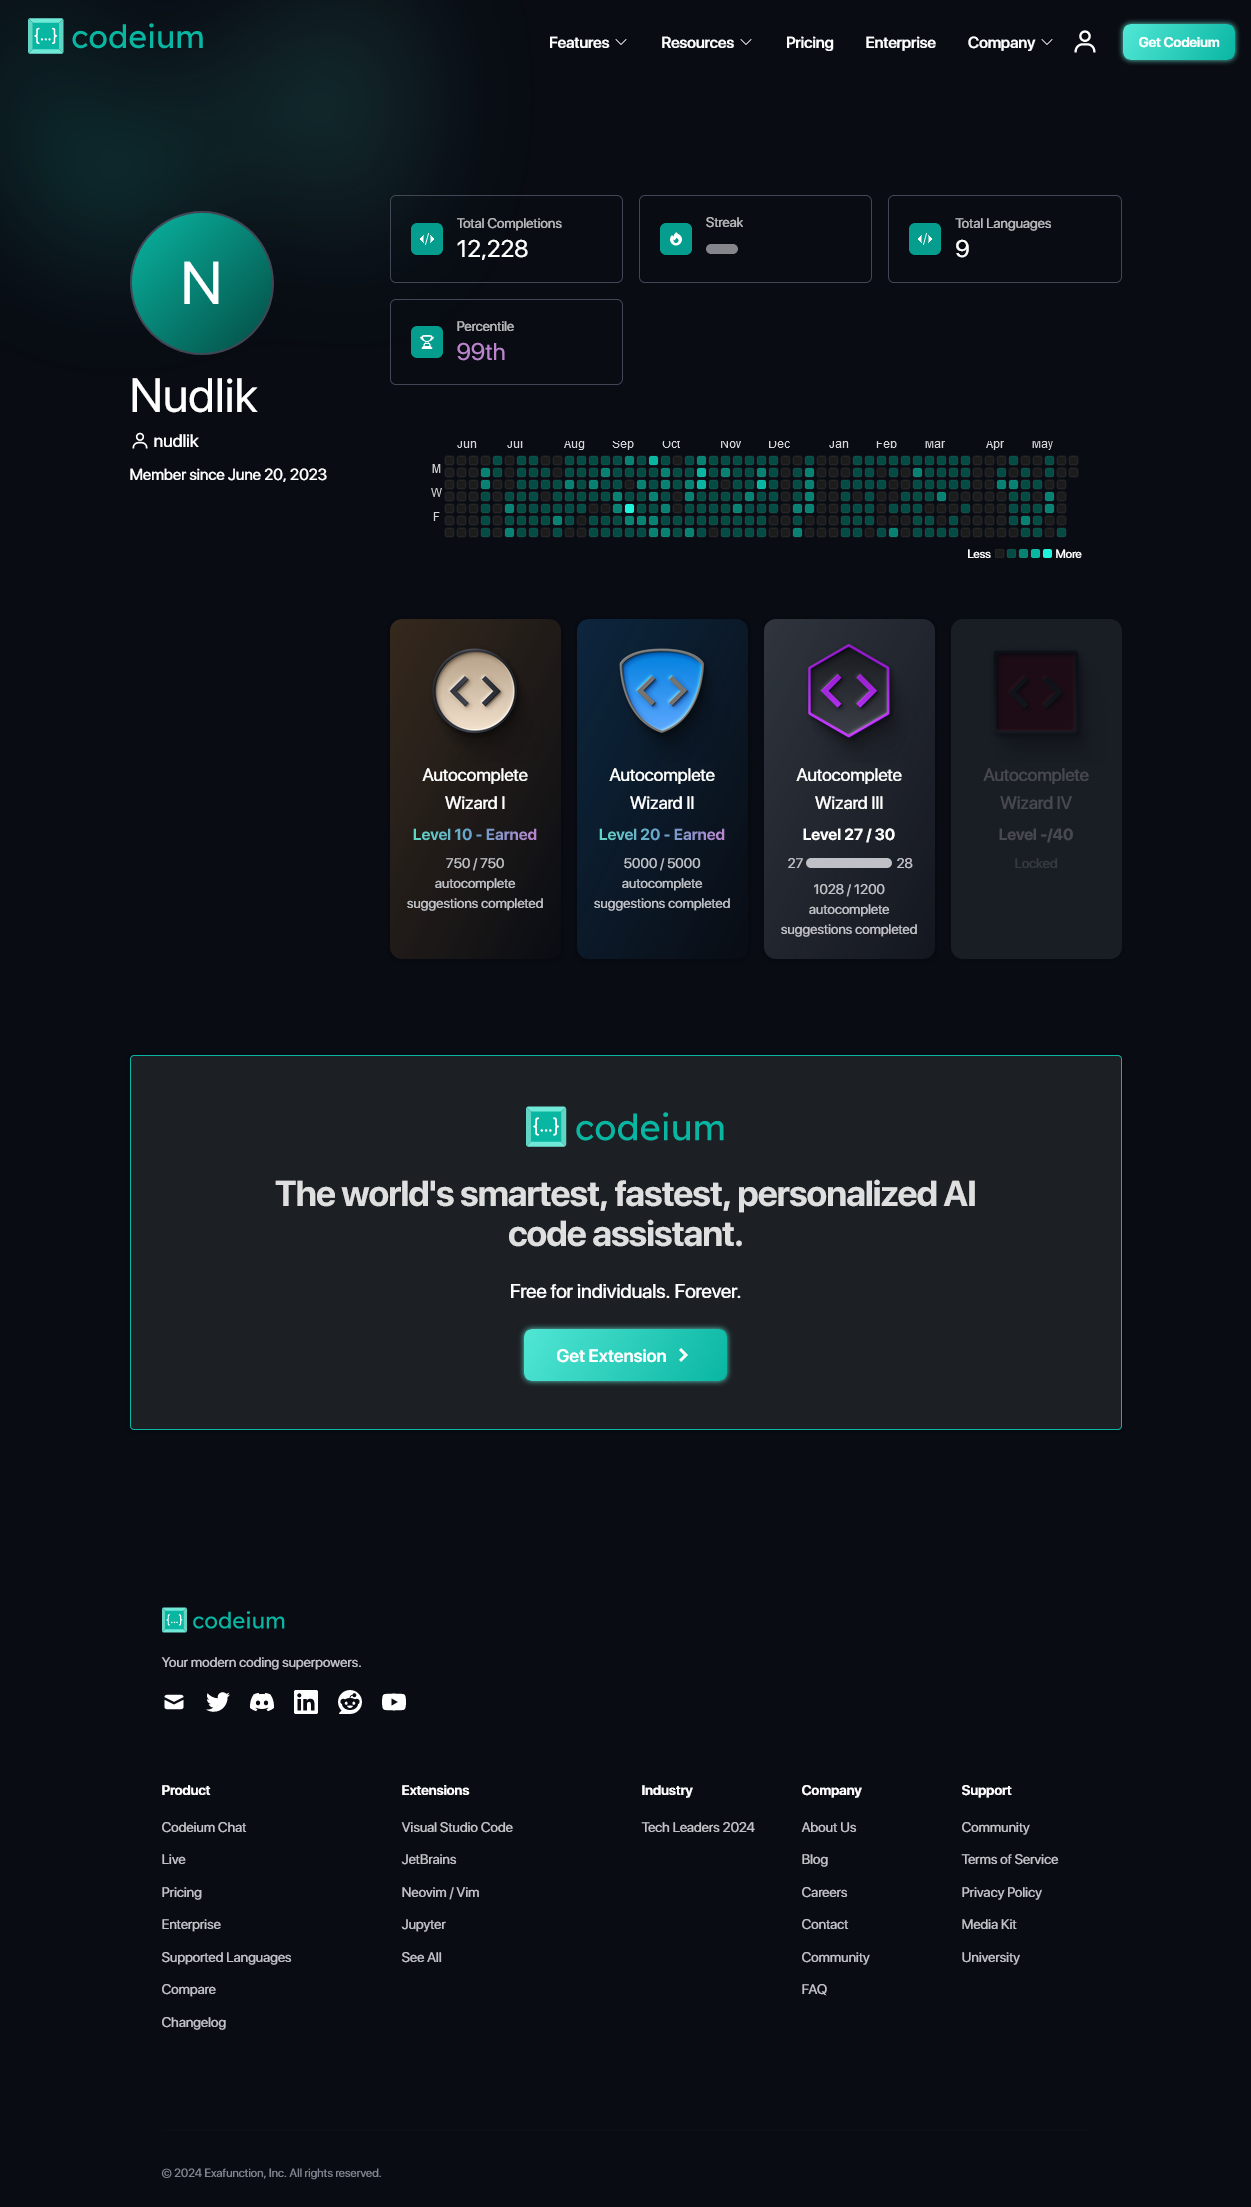 {...} codeium
Features
Resources
Pricing
Enterprise
Company
Get Codeium
N
Nudlik
nudlik
Member since June 20, 2023
Total Completions
12,228
Streak
Total Languages
9
Percentile
99th
Jun Jul Aug Sep Oct Nov Dec Jan Feb Mar Apr May
M
W
F
Less
More
Autocomplete
Wizard I
Level 10 - Earned
750 / 750
autocomplete
suggestions completed
Autocomplete
Wizard II
Level 20 - Earned
5000 / 5000
autocomplete
suggestions completed
Autocomplete
Wizard III
Level 27 / 30
27
28
1028 / 1200
autocomplete
suggestions completed
Autocomplete
Wizard IV
Level -/40
Locked
{...} codeium
The world's smartest, fastest, personalized AI
code assistant.
Free for individuals. Forever.
Get Extension
{...} codeium
Your modern coding superpowers.
Product
Codeium Chat
Live
Pricing
Enterprise
Supported Languages
Compare
Changelog
Extensions
Visual Studio Code
JetBrains
Neovim / Vim
Jupyter
See All
Industry
Tech Leaders 2024
Company
About Us
Blog
Careers
Contact
Community
FAQ
Support
Community
Terms of Service
Privacy Policy
Media Kit
University
© 2024 Exafunction, Inc. All rights reserved.